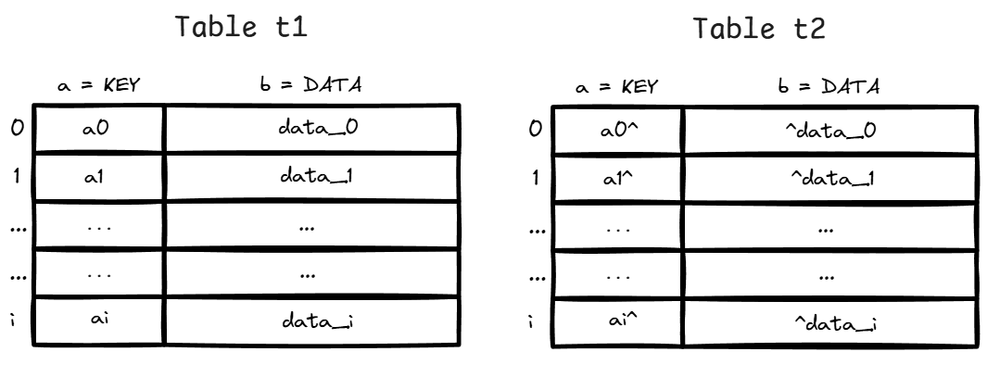 Table t1
a = KEY b = DATA
0 a0 data_0
1 a1 data_1
... ... ...
... ... ...
i ai data_i
Table t2
a = KEY b = DATA
0 a0^ ^data_0
1 a1^ ^data_1
... ... ...
... ... ...
i ai^ ^data_i